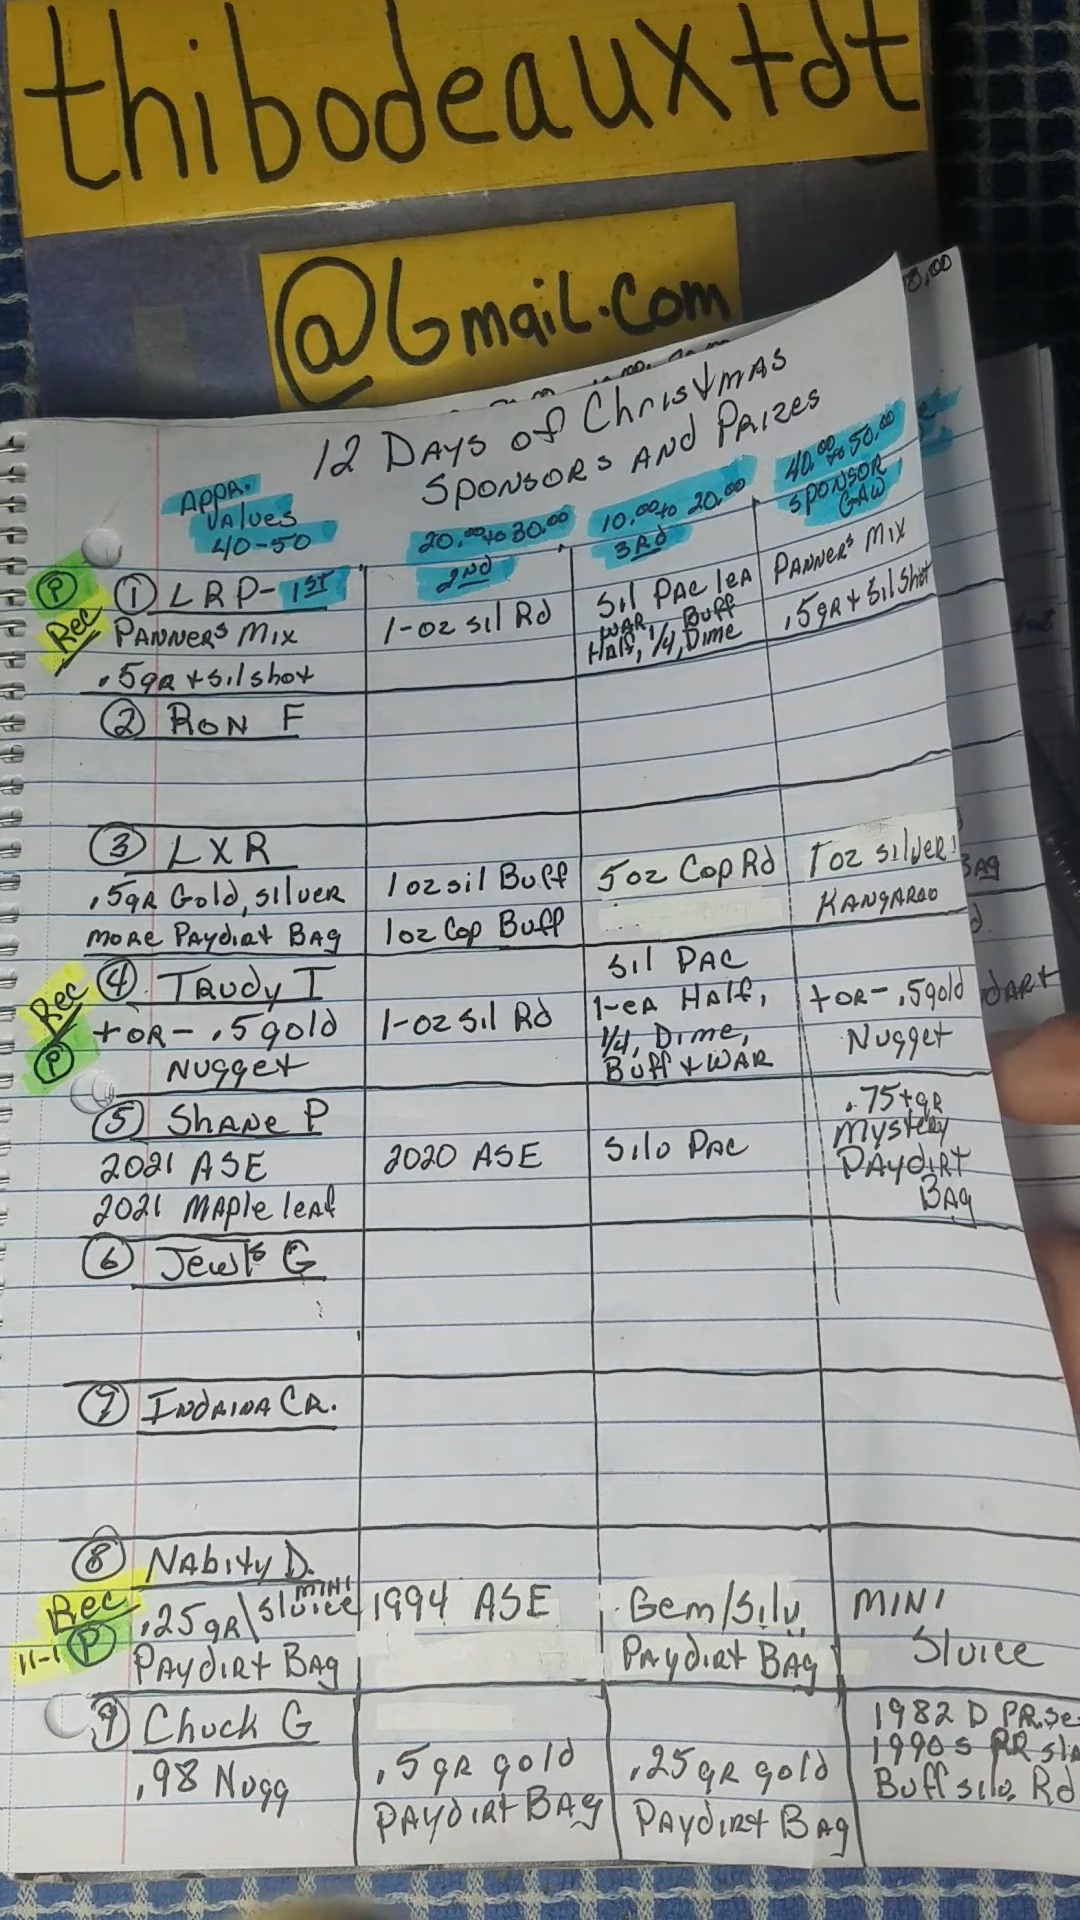 thibodeauxtdt
@Gmail.com
12 Days of Christmas
Sponsors and Prizes
Appr.
Values
40-50
20.00 to 30.00
2nd
10.00 to 20.00
3rd
40.00 to 50.00
Sponsor
GAW
P
Rec
① LRP - 1st
Panners Mix
.5gr + sil shot
1-oz sil Rd
Sil Pac 1ea
WAR, Buff
Half, 1/4, Dime
Panner's Mix
.5gr + Sil Shot
② Ron F
③ LXR
.5gr Gold, silver
more Paydirt Bag
1oz sil Buff
1oz Cop Buff
5oz Cop Rd
1oz silver
Kangaroo
Bag
Rec
P
④ Trudy I
+or- .5gold
Nugget
1-oz Sil Rd
Sil Pac
1-ea Half,
1/4, Dime,
Buff + WAR
+or- .5gold
Nugget
⑤ Shane P
2021 ASE
2021 Maple leaf
2020 ASE
Silo Pac
.75+gr
Mystery
Paydirt
Bag
⑥ Jewls G
⑦ Indaina Cr.
⑧ Nabity D.
Rec
11-1 P
.25gr\ mini sluice
Paydirt Bag
1994 ASE
Gem/Silv
Paydirt Bag
Mini
Sluice
⑨ Chuck G
.98 Nugg
.5gr gold
Paydirt Bag
.25gr gold
Paydirt Bag
1982 D PR.Se
1990s PR
Buff silo. Rd